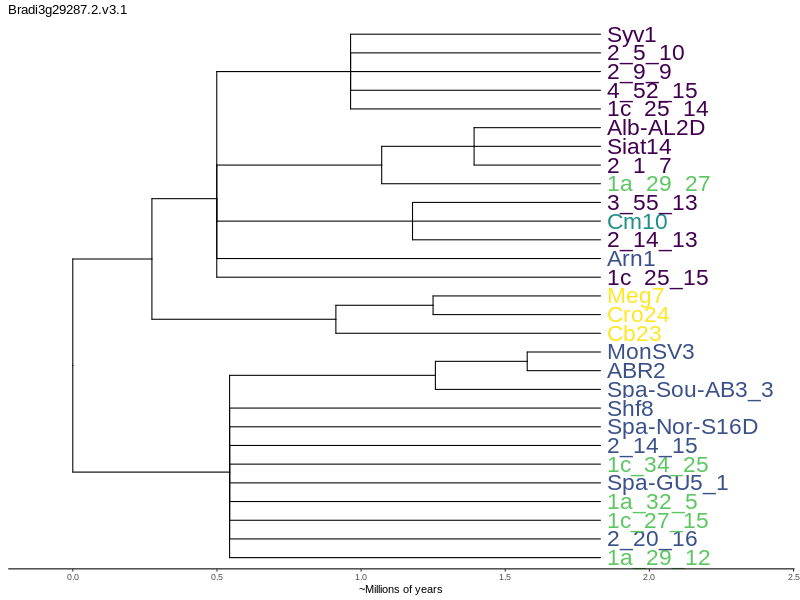 Bradi3g29287.2.v3.1
Syv1
2_5_10
2_9_9
4_52_15
1c_25_14
Alb-AL2D
Siat14
2_1_7
1a_29_27
3_55_13
Cm10
2_14_13
Arn1
1c_25_15
Meg7
Cro24
Cb23
MonSV3
ABR2
Spa-Sou-AB3_3
Shf8
Spa-Nor-S16D
2_14_15
1c_34_25
Spa-GU5_1
1a_32_5
1c_27_15
2_20_16
1a_29_12
0.0 0.5 1.0 1.5 2.0 2.5
~Millions of years